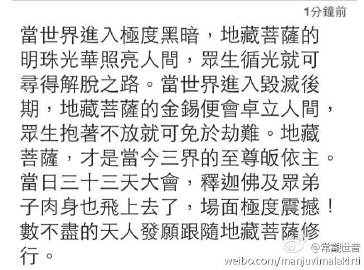 1分鐘前
當世界進入極度黑暗，地藏菩薩的
明珠光華照亮人間，眾生循光就可
尋得解脫之路。當世界進入毀滅後
期，地藏菩薩的金錫便會卓立人間，
眾生抱著不放就可免於劫難。地藏
菩薩，才是當今三界的至尊皈依主。
當日三十三天大會，釋迦佛及眾弟
子肉身也飛上去了，場面極度震撼！
數不盡的天人發願跟隨地藏菩薩修
行。
@常觀世音
weibo.com/manjuvimalakirti